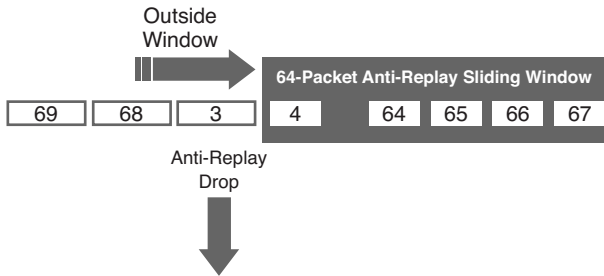 Outside
Window
64-Packet Anti-Replay Sliding Window
69 68 3 4 64 65 66 67
Anti-Replay
Drop